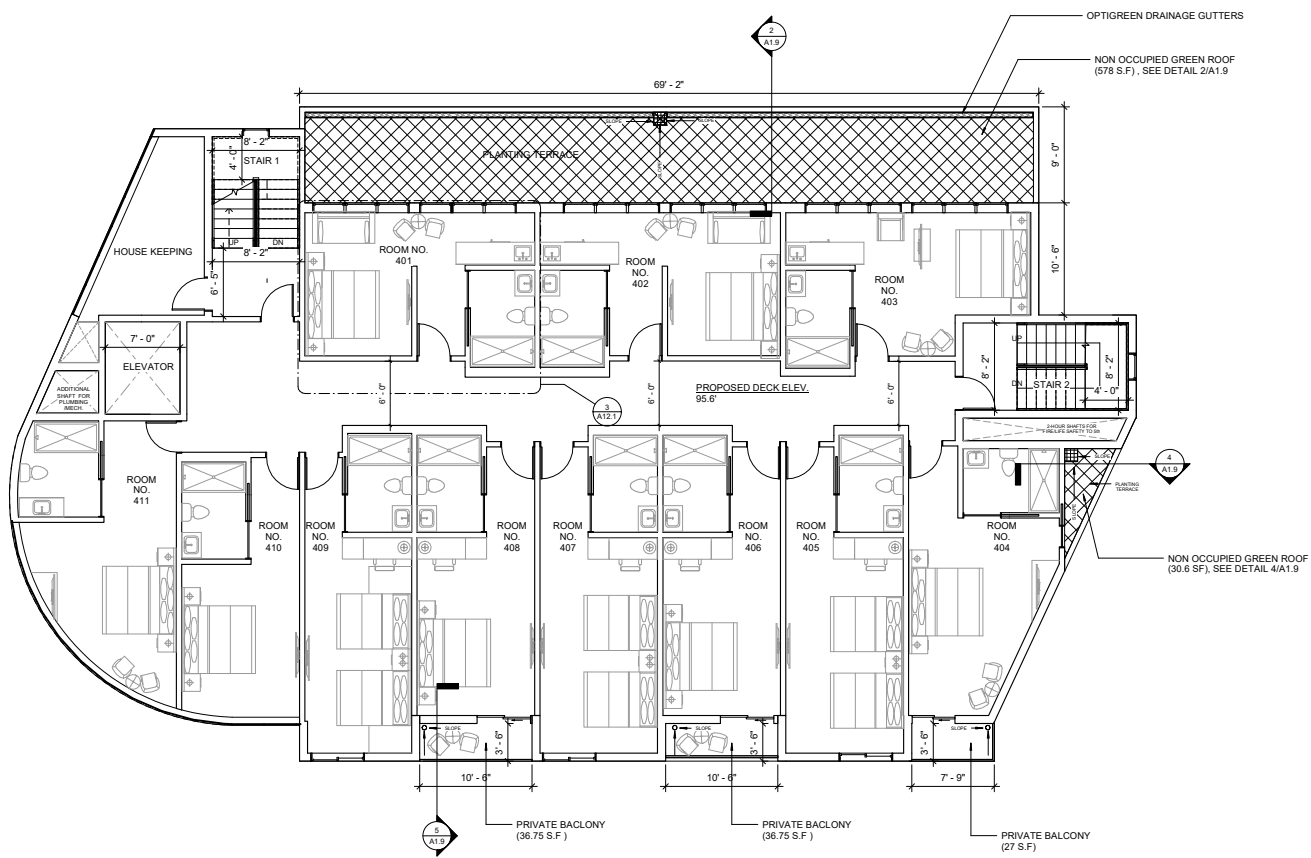 OPTIGREEN DRAINAGE GUTTERS
2
A1.9
NON OCCUPIED GREEN ROOF
(578 S.F) , SEE DETAIL 2/A1.9
69' - 2"
SLOPE
SLOPE
SLOPE
PLANTING TERRACE
9' - 0"
8' - 2"
4' - 0"
STAIR 1
UP
DN
8' - 2"
6' - 5"
HOUSE KEEPING
ROOM NO.
401
ROOM
NO.
402
ROOM
NO.
403
10' - 6"
7' - 0"
ELEVATOR
ADDITIONAL
SHAFT FOR
PLUMBING
/MECH.
6' - 0"
3
A12.1
6' - 0"
PROPOSED DECK ELEV.
95.6'
6' - 0"
UP
DN
8' - 2"
STAIR 2
8' - 2"
4' - 0"
2-HOUR SHAFTS FOR
FIRE/LIFE SAFETY TO SIII
SLOPE
SLOPE
PLANTING
TERRACE
4
A1.9
ROOM
NO.
411
ROOM
NO.
410
ROOM
NO.
409
ROOM
NO.
408
ROOM
NO.
407
ROOM
NO.
406
ROOM
NO.
405
ROOM
NO.
404
NON OCCUPIED GREEN ROOF
(30.6 SF), SEE DETAIL 4/A1.9
SLOPE
3' - 6"
SLOPE
3' - 6"
SLOPE
3' - 6"
10' - 6"
10' - 6"
7' - 9"
5
A1.9
PRIVATE BACLONY
(36.75 S.F )
PRIVATE BACLONY
(36.75 S.F )
PRIVATE BALCONY
(27 S.F)